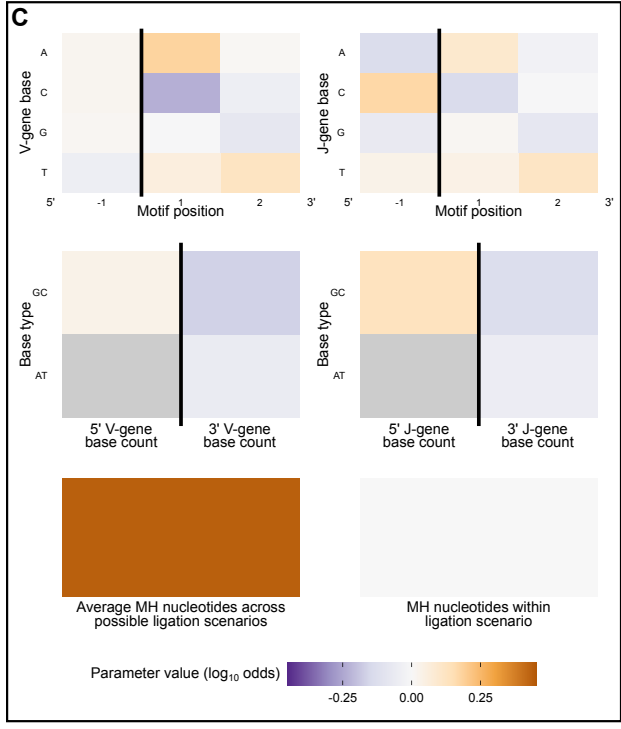 C
V-gene base
A
C
G
T
5'
-1
1
2
3'
Motif position
J-gene base
A
C
G
T
5'
-1
1
2
3'
Motif position
Base type
GC
AT
5' V-gene
base count
3' V-gene
base count
Base type
GC
AT
5' J-gene
base count
3' J-gene
base count
Average MH nucleotides across
possible ligation scenarios
MH nucleotides within
ligation scenario
Parameter value (log₁₀ odds)
-0.25
0.00
0.25